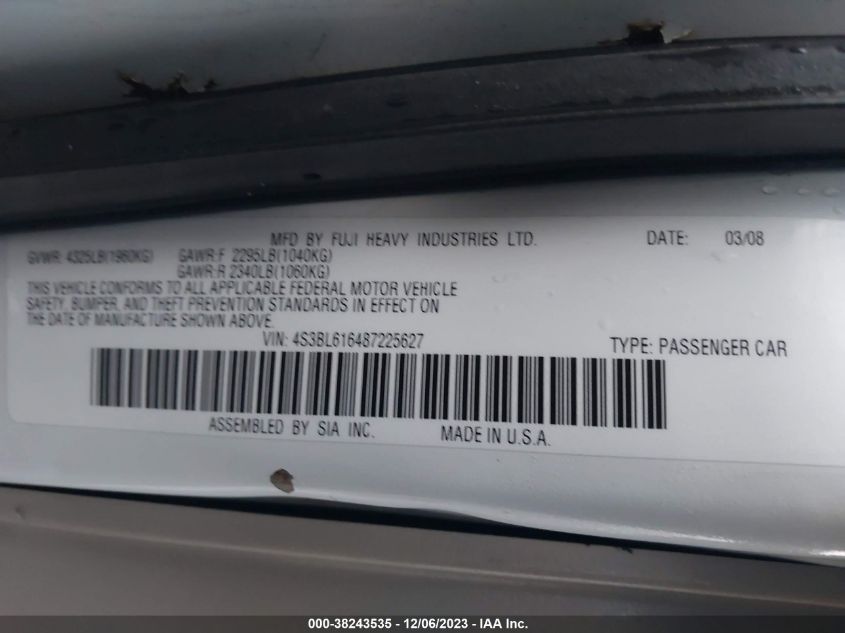 MFD BY FUJI HEAVY INDUSTRIES LTD. DATE: 03/08
GVWR: 4325LB(1960KG) GAWR:F 2295LB(1040KG)
GAWR:R 2340LB(1060KG)
THIS VEHICLE CONFORMS TO ALL APPLICABLE FEDERAL MOTOR VEHICLE
SAFETY, BUMPER, AND THEFT PREVENTION STANDARDS IN EFFECT ON
THE DATE OF MANUFACTURE SHOWN ABOVE.
VIN: 4S3BL616487225627 TYPE: PASSENGER CAR
ASSEMBLED BY SIA INC. MADE IN U.S.A.
000-38243535 - 12/06/2023 - IAA Inc.